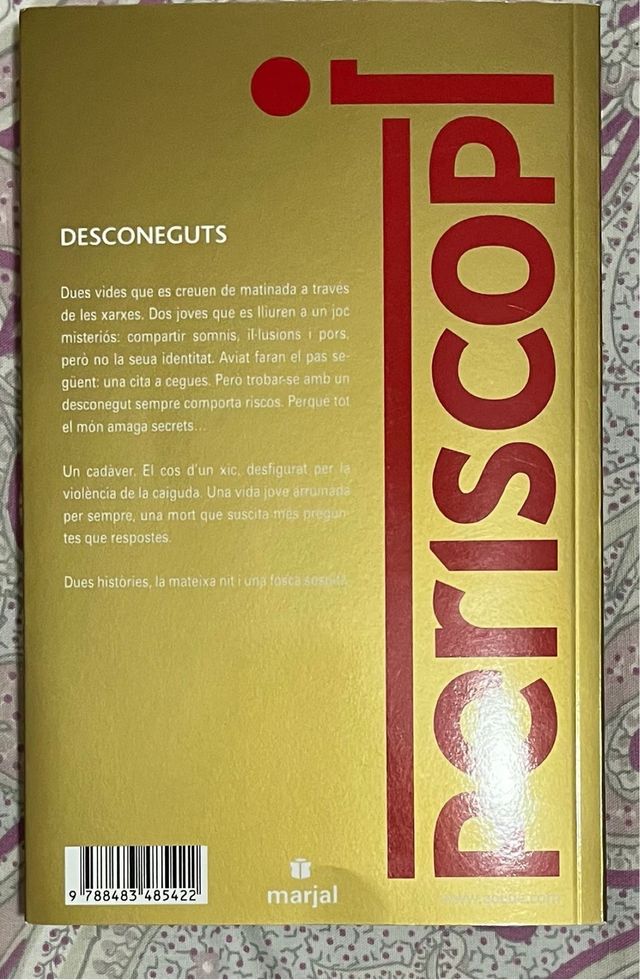 DESCONEGUTS
Dues vides que es creuen de matinada a través
de les xarxes. Dos joves que es lliuren a un joc
misteriós: compartir somnis, il·lusions i pors,
però no la seua identitat. Aviat faran el pas se-
güent: una cita a cegues. Però trobar-se amb un
desconegut sempre comporta riscos. Perquè tot
el món amaga secrets…
Un cadàver. El cos d'un xic, desfigurat per la
violència de la caiguda. Una vida jove arruïnada
per sempre, una mort que suscita més pregun-
tes que respostes.
Dues històries, la mateixa nit i una fosca sospita.
periscopi
9 788483 485422
marjal